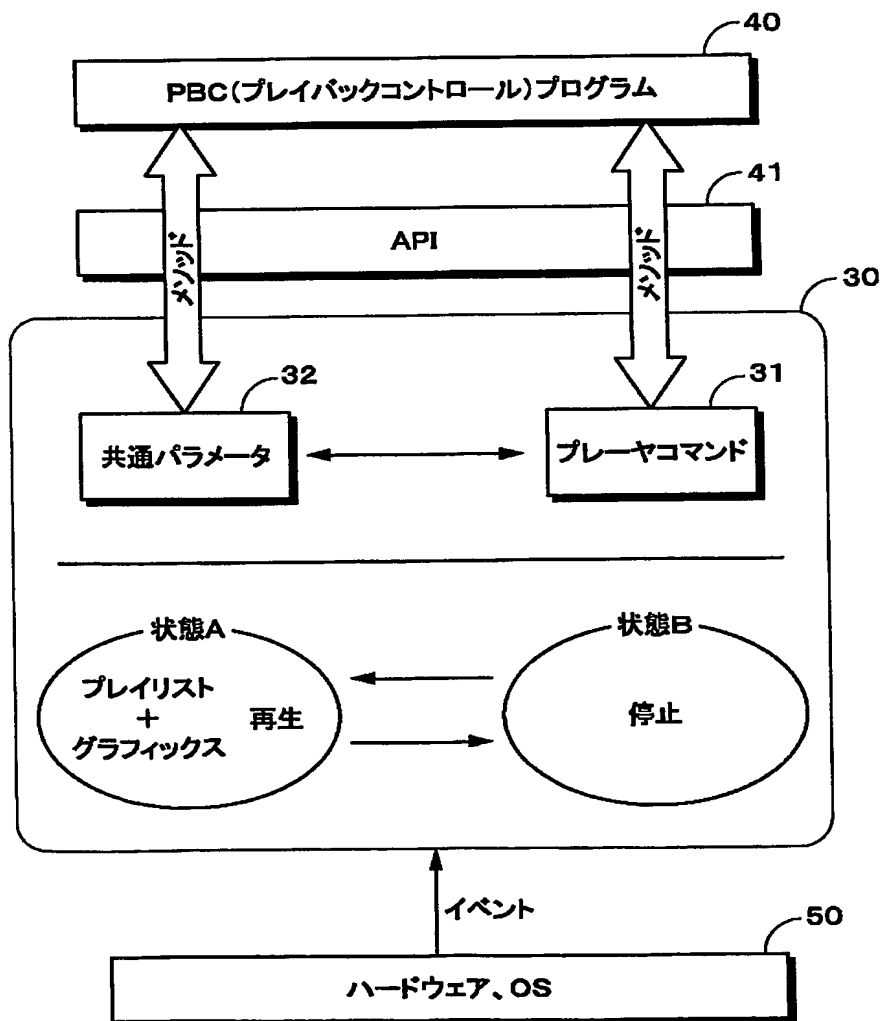 40
PBC(プレイバックコントロール)プログラム
41
API
メソッド
メソッド
30
32
31
共通パラメータ
プレーヤコマンド
状態A
状態B
プレイリスト
+
グラフィックス
再生
停止
イベント
50
ハードウェア、OS